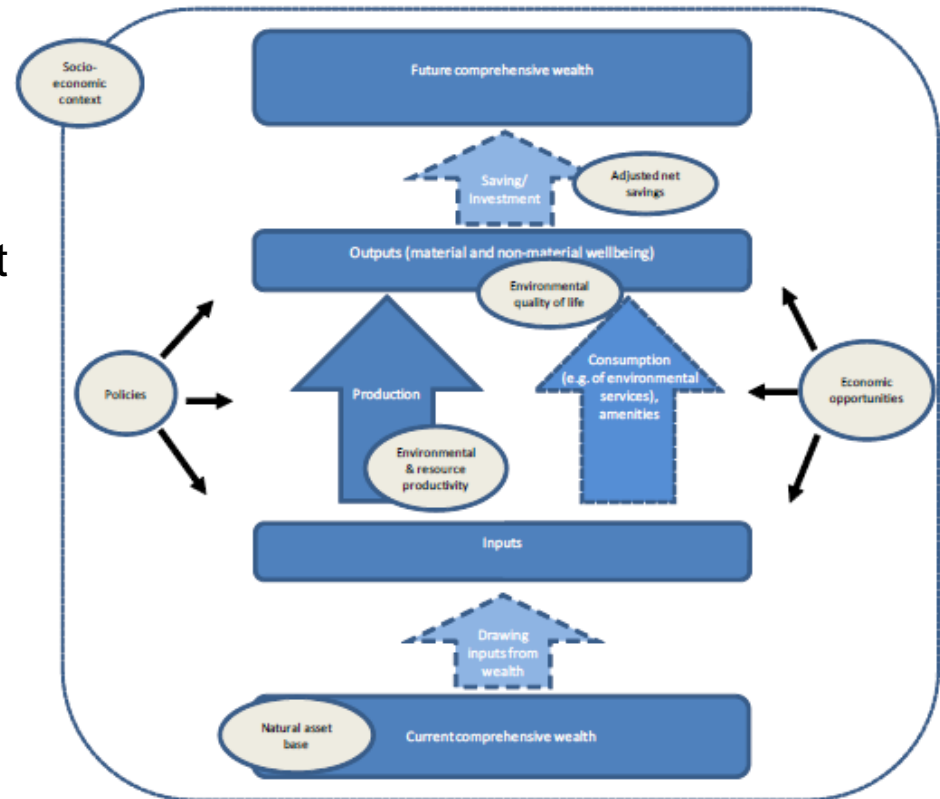 Socio-
economic
context
Future comprehensive wealth
Saving/
Investment
Adjusted net
savings
t
Outputs (material and non-material wellbeing)
Environmental
quality of life
Policies
Production
Consumption
(e.g. of environmental
services),
amenities
Economic
opportunities
Environmental
& resource
productivity
Inputs
Drawing
inputs from
wealth
Natural asset
base
Current comprehensive wealth